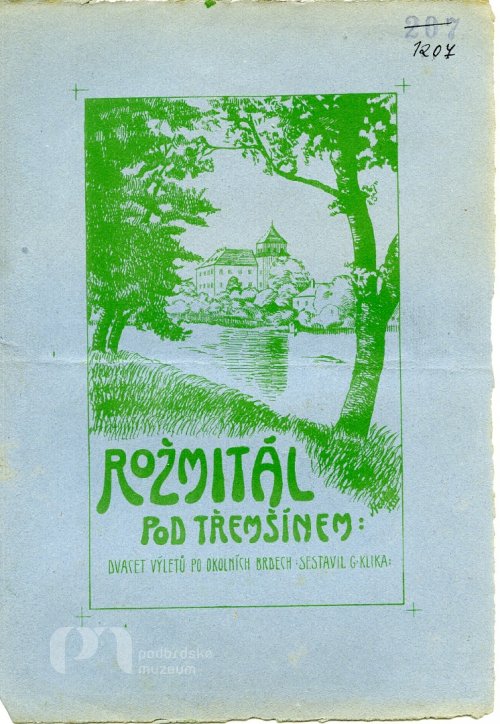 207
1207
ROŽMITÁL
POD TŘEMŠÍNEM:
DVACET VÝLETŮ PO OKOLNÍCH BRDECH · SESTAVIL G·KLIKA:
podbrdské
muzeum